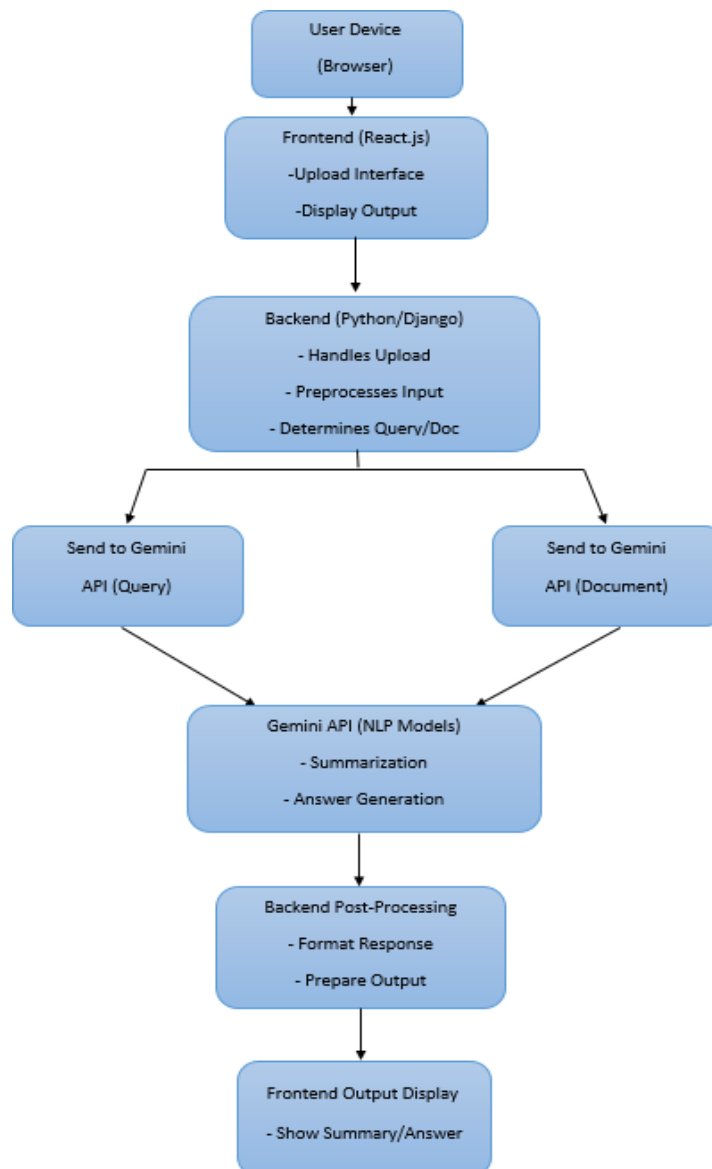 User Device
(Browser)
Frontend (React.js)
-Upload Interface
-Display Output
Backend (Python/Django)
- Handles Upload
- Preprocesses Input
- Determines Query/Doc
Send to Gemini
API (Query)
Send to Gemini
API (Document)
Gemini API (NLP Models)
- Summarization
- Answer Generation
Backend Post-Processing
- Format Response
- Prepare Output
Frontend Output Display
- Show Summary/Answer